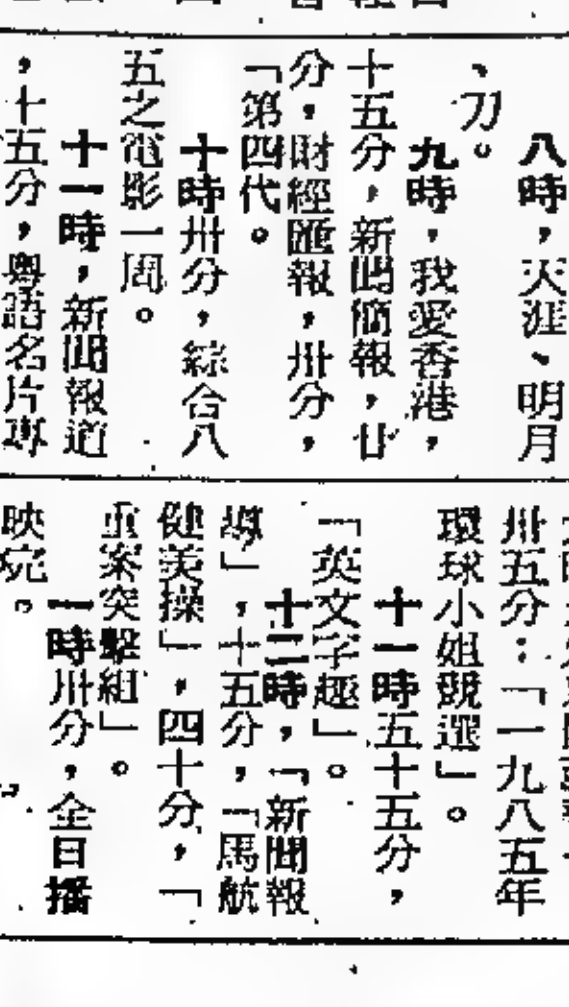 八時，天涯、明月
、刀。
九時，我愛香港，
十五分，新聞簡報，廿
分，財經匯報，卅分，
「第四代。
十時卅分，綜合八
五之電影一周。
十一時，新聞報道
，十五分，粵語名片專
卅五分：「一九八五年
環球小姐競選」。
十一時五十五分，
「英文字趣」。
十二時，「新聞報
導」，十五分，「馬航
健美操」，四十分，「
重案突擊組」。
一時卅分，全日播
映完。